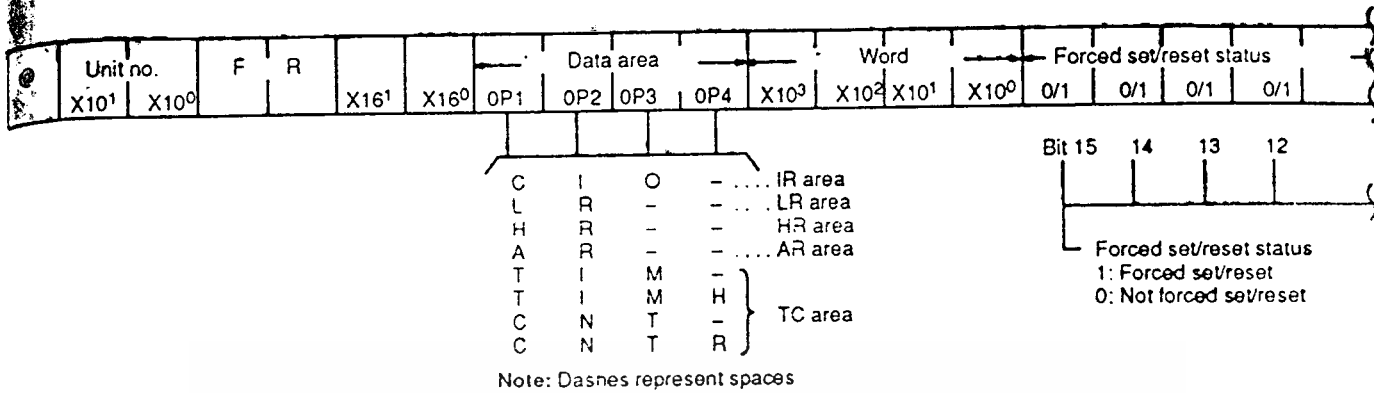 @ Unit no. F R Data area Word Forced set/reset status
X10¹ X10⁰ X16¹ X16⁰ OP1 OP2 OP3 OP4 X10³ X10² X10¹ X10⁰ 0/1 0/1 0/1 0/1
Bit 15 14 13 12
C I O – .... IR area
L R – – .... LR area
H R – – HR area
A R – – .... AR area
T I M –
T I M H
C N T –
C N T R
TC area
Forced set/reset status
1: Forced set/reset
0: Not forced set/reset
Note: Dashes represent spaces